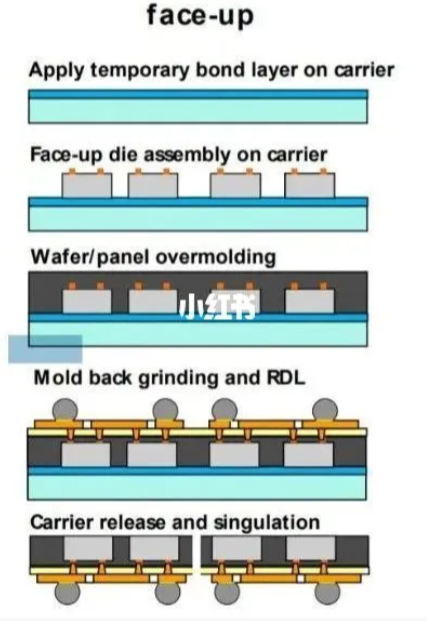 face-up
Apply temporary bond layer on carrier
Face-up die assembly on carrier
Wafer/panel overmolding
小红书
Mold back grinding and RDL
Carrier release and singulation